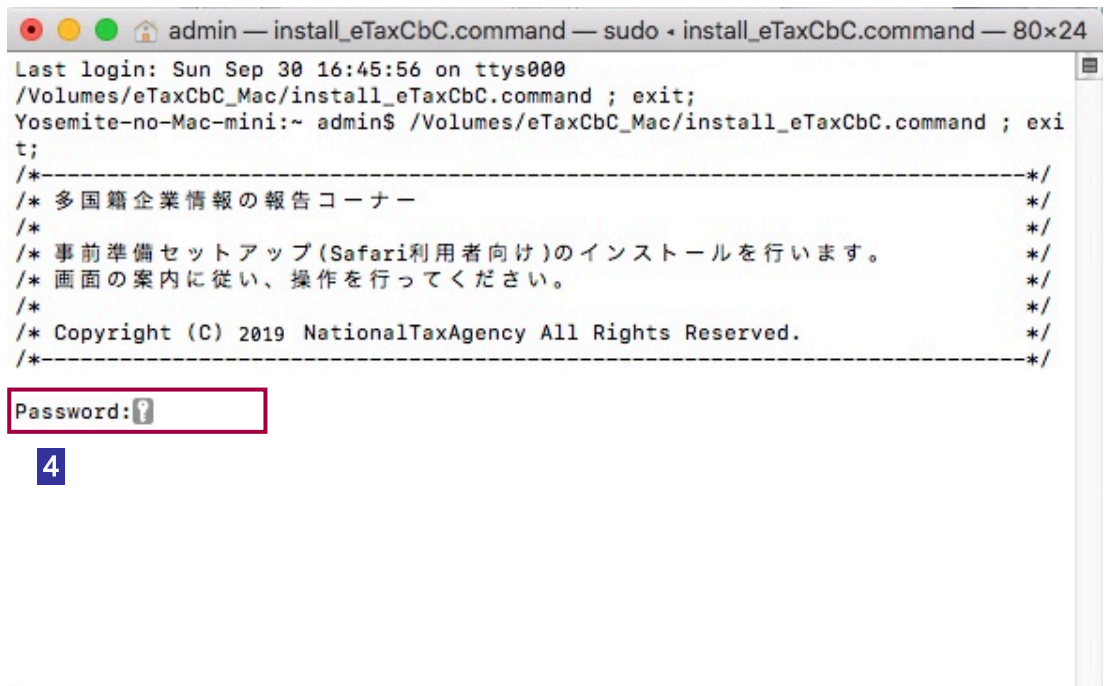 admin — install_eTaxCbC.command — sudo ◂ install_eTaxCbC.command — 80×24
Last login: Sun Sep 30 16:45:56 on ttys000
/Volumes/eTaxCbC_Mac/install_eTaxCbC.command ; exit;
Yosemite-no-Mac-mini:~ admin$ /Volumes/eTaxCbC_Mac/install_eTaxCbC.command ; exi
t;
/*---------------------------------------------------------------------------*/
/* 多国籍企業情報の報告コーナー */
/* */
/* 事前準備セットアップ(Safari利用者向け)のインストールを行います。 */
/* 画面の案内に従い、操作を行ってください。 */
/* */
/* Copyright (C) 2019 NationalTaxAgency All Rights Reserved. */
/*---------------------------------------------------------------------------*/
Password:
4